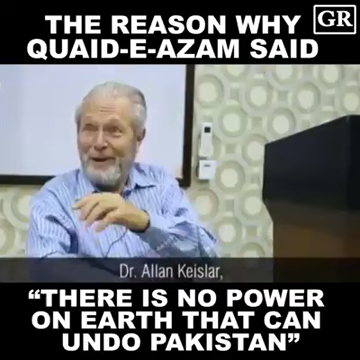 THE REASON WHY
GR
QUAID-E-AZAM SAID
Dr. Allan Keislar,
“THERE IS NO POWER
ON EARTH THAT CAN
UNDO PAKISTAN”